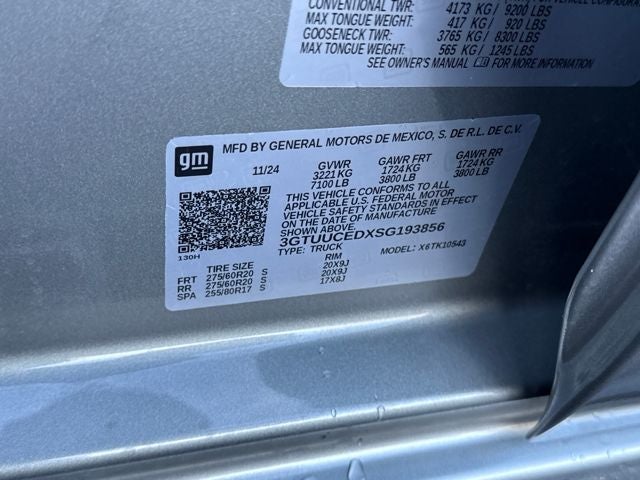 CONVENTIONAL TWR: 4173 KG / 9200 LBS
MAX TONGUE WEIGHT: 417 KG / 920 LBS
GOOSENECK TWR: 3765 KG / 8300 LBS
MAX TONGUE WEIGHT: 565 KG / 1245 LBS
SEE OWNER'S MANUAL FOR MORE INFORMATION
gm
MFD BY GENERAL MOTORS DE MEXICO, S. DE R.L. DE C.V.
11/24 GVWR GAWR FRT GAWR RR
3221 KG 1724 KG 1724 KG
7100 LB 3800 LB 3800 LB
THIS VEHICLE CONFORMS TO ALL
APPLICABLE U.S. FEDERAL MOTOR
VEHICLE SAFETY STANDARDS IN EFFECT
ON THE DATE OF MANUFACTURE
SHOWN ABOVE.
3GTUUCEDXSG193856
TYPE: TRUCK MODEL: X6TK10543
130H
TIRE SIZE RIM
FRT 275/60R20 S 20X9J
RR 275/60R20 S 20X9J
SPA 255/80R17 S 17X8J